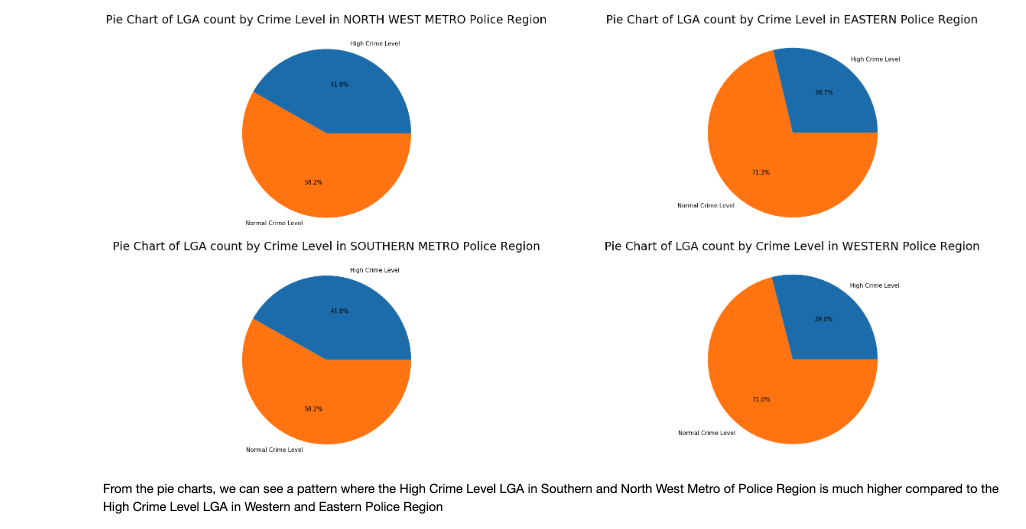 Pie Chart of LGA count by Crime Level in NORTH WEST METRO Police Region
High Crime Level
41.8%
58.2%
Normal Crime Level
Pie Chart of LGA count by Crime Level in EASTERN Police Region
High Crime Level
28.7%
71.3%
Normal Crime Level
Pie Chart of LGA count by Crime Level in SOUTHERN METRO Police Region
High Crime Level
41.8%
58.2%
Normal Crime Level
Pie Chart of LGA count by Crime Level in WESTERN Police Region
High Crime Level
29.0%
71.0%
Normal Crime Level
From the pie charts, we can see a pattern where the High Crime Level LGA in Southern and North West Metro of Police Region is much higher compared to the
High Crime Level LGA in Western and Eastern Police Region